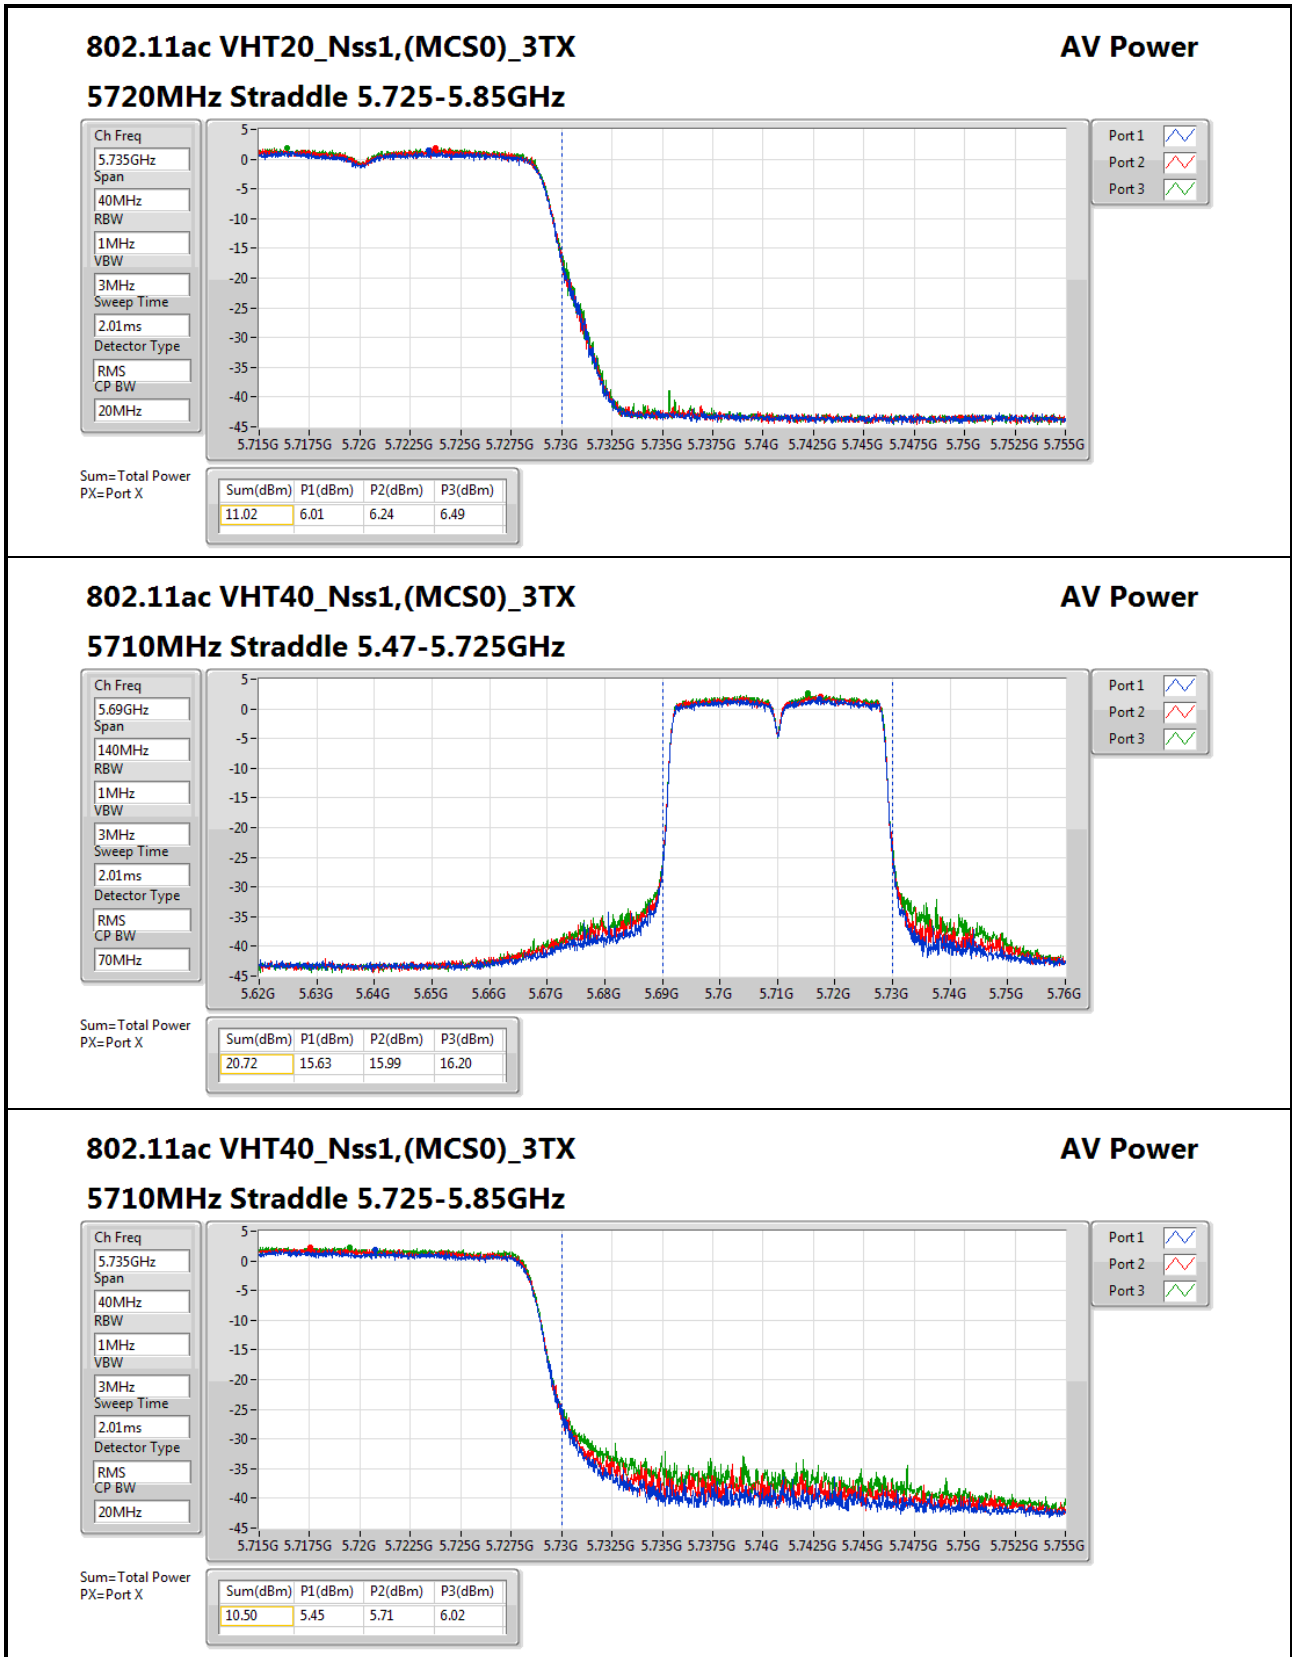 802.11ac VHT20_Nss1,(MCS0)_3TX
AV Power
5720MHz Straddle 5.725-5.85GHz
Ch Freq
5.735GHz
Span
40MHz
RBW
1MHz
VBW
3MHz
Sweep Time
2.01ms
Detector Type
RMS
CP BW
20MHz
5
0
-5
-10
-15
-20
-25
-30
-35
-40
-45
5.715G 5.7175G 5.72G 5.7225G 5.725G 5.7275G 5.73G 5.7325G 5.735G 5.7375G 5.74G 5.7425G 5.745G 5.7475G 5.75G 5.7525G 5.755G
Port 1
Port 2
Port 3
Sum=Total Power
PX=Port X
Sum(dBm) P1(dBm) P2(dBm) P3(dBm)
11.02 6.01 6.24 6.49
802.11ac VHT40_Nss1,(MCS0)_3TX
AV Power
5710MHz Straddle 5.47-5.725GHz
Ch Freq
5.69GHz
Span
140MHz
RBW
1MHz
VBW
3MHz
Sweep Time
2.01ms
Detector Type
RMS
CP BW
70MHz
5
0
-5
-10
-15
-20
-25
-30
-35
-40
-45
5.62G 5.63G 5.64G 5.65G 5.66G 5.67G 5.68G 5.69G 5.7G 5.71G 5.72G 5.73G 5.74G 5.75G 5.76G
Port 1
Port 2
Port 3
Sum=Total Power
PX=Port X
Sum(dBm) P1(dBm) P2(dBm) P3(dBm)
20.72 15.63 15.99 16.20
802.11ac VHT40_Nss1,(MCS0)_3TX
AV Power
5710MHz Straddle 5.725-5.85GHz
Ch Freq
5.735GHz
Span
40MHz
RBW
1MHz
VBW
3MHz
Sweep Time
2.01ms
Detector Type
RMS
CP BW
20MHz
5
0
-5
-10
-15
-20
-25
-30
-35
-40
-45
5.715G 5.7175G 5.72G 5.7225G 5.725G 5.7275G 5.73G 5.7325G 5.735G 5.7375G 5.74G 5.7425G 5.745G 5.7475G 5.75G 5.7525G 5.755G
Port 1
Port 2
Port 3
Sum=Total Power
PX=Port X
Sum(dBm) P1(dBm) P2(dBm) P3(dBm)
10.50 5.45 5.71 6.02